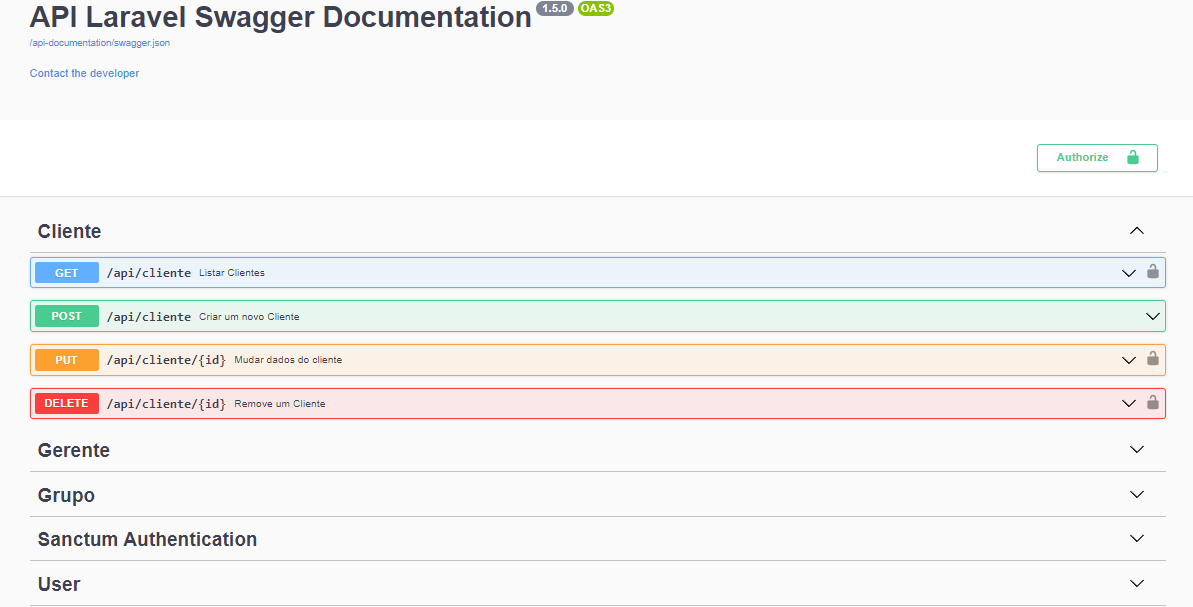 API Laravel Swagger Documentation 1.5.0 OAS3
/api-documentation/swagger.json
Contact the developer
Authorize
Cliente
GET /api/cliente Listar Clientes
POST /api/cliente Criar um novo Cliente
PUT /api/cliente/{id} Mudar dados do cliente
DELETE /api/cliente/{id} Remove um Cliente
Gerente
Grupo
Sanctum Authentication
User